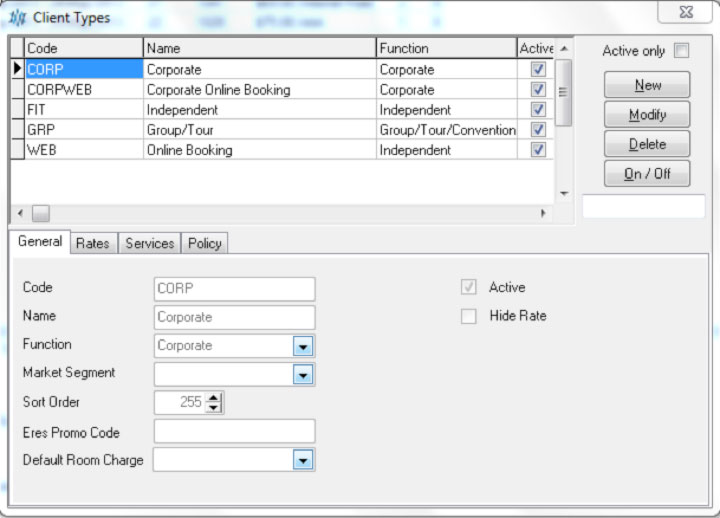 Client Types
Code Name Function Active
CORP Corporate Corporate
CORPWEB Corporate Online Booking Corporate
FIT Independent Independent
GRP Group/Tour Group/Tour/Convention
WEB Online Booking Independent
Active only
New
Modify
Delete
On / Off
General Rates Services Policy
Code CORP Active
Name Corporate Hide Rate
Function Corporate
Market Segment
Sort Order 255
Eres Promo Code
Default Room Charge